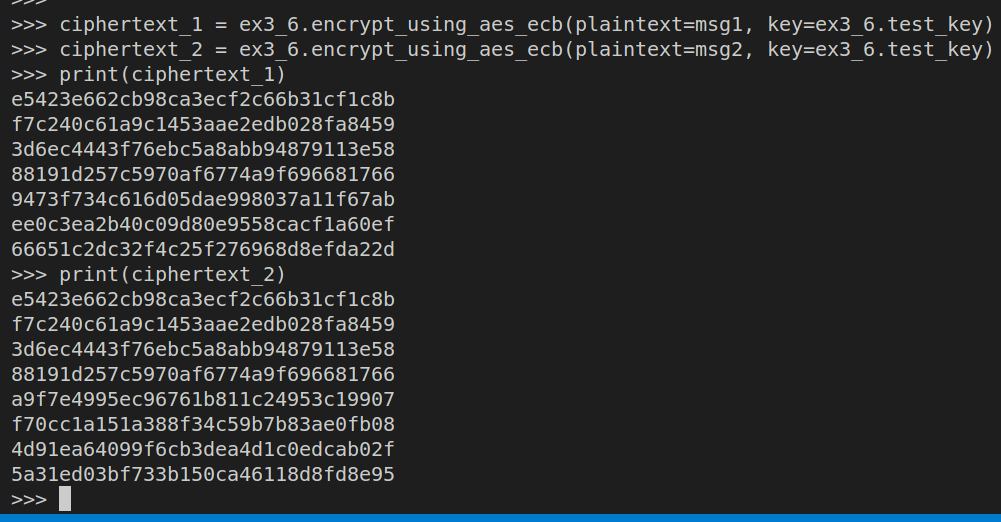 >>> ciphertext_1 = ex3_6.encrypt_using_aes_ecb(plaintext=msg1, key=ex3_6.test_key)
>>> ciphertext_2 = ex3_6.encrypt_using_aes_ecb(plaintext=msg2, key=ex3_6.test_key)
>>> print(ciphertext_1)
e5423e662cb98ca3ecf2c66b31cf1c8b
f7c240c61a9c1453aae2edb028fa8459
3d6ec4443f76ebc5a8abb94879113e58
88191d257c5970af6774a9f696681766
9473f734c616d05dae998037a11f67ab
ee0c3ea2b40c09d80e9558cacf1a60ef
66651c2dc32f4c25f276968d8efda22d
>>> print(ciphertext_2)
e5423e662cb98ca3ecf2c66b31cf1c8b
f7c240c61a9c1453aae2edb028fa8459
3d6ec4443f76ebc5a8abb94879113e58
88191d257c5970af6774a9f696681766
a9f7e4995ec96761b811c24953c19907
f70cc1a151a388f34c59b7b83ae0fb08
4d91ea64099f6cb3dea4d1c0edcab02f
5a31ed03bf733b150ca46118d8fd8e95
>>>